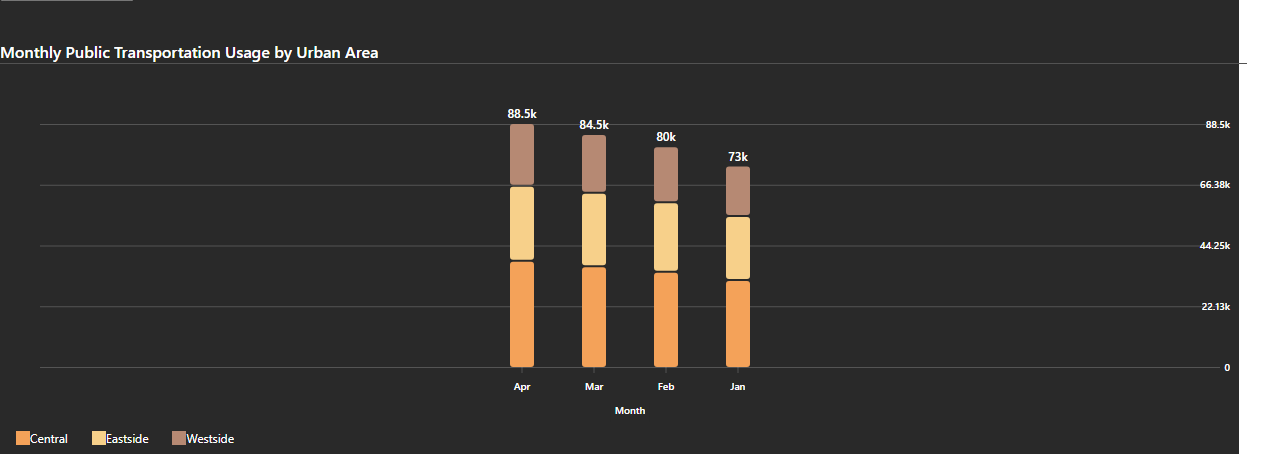 Monthly Public Transportation Usage by Urban Area
88.5k
84.5k
80k
73k
88.5k
66.38k
44.25k
22.13k
0
Apr Mar Feb Jan
Month
Central Eastside Westside